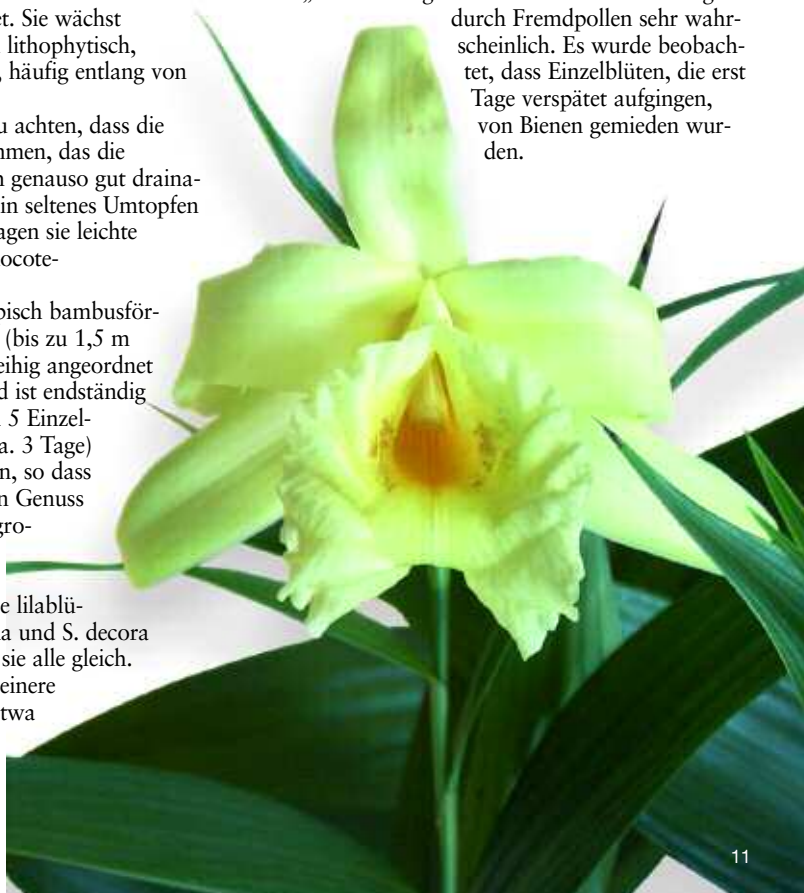 et. Sie wächst
lithophytisch,
, häufig entlang von
u achten, dass die
hmen, das die
n genauso gut draina-
in seltenes Umtopfen
agen sie leichte
ocote-
pisch bambusför-
(bis zu 1,5 m
eihig angeordnet
d ist endständig
5 Einzel-
a. 3 Tage)
n, so dass
n Genuss
gro-
e lilablü-
a und S. decora
sie alle gleich.
einere
twa
durch Fremdpollen sehr wahr-
scheinlich. Es wurde beobach-
tet, dass Einzelblüten, die erst
Tage verspätet aufgingen,
von Bienen gemieden wur-
den.
11